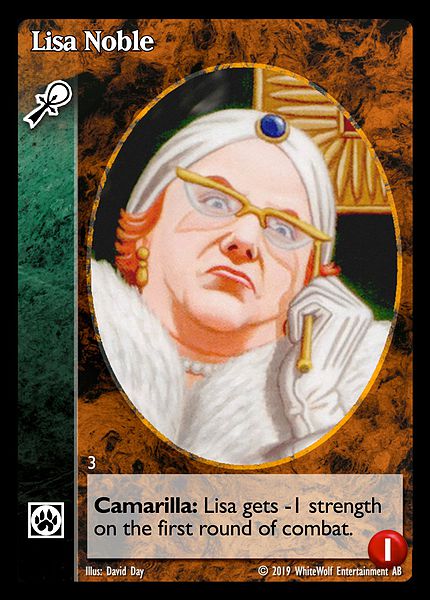 Lisa Noble
3
Camarilla: Lisa gets -1 strength
on the first round of combat.
1
Illus: David Day © 2019 WhiteWolf Entertainment AB